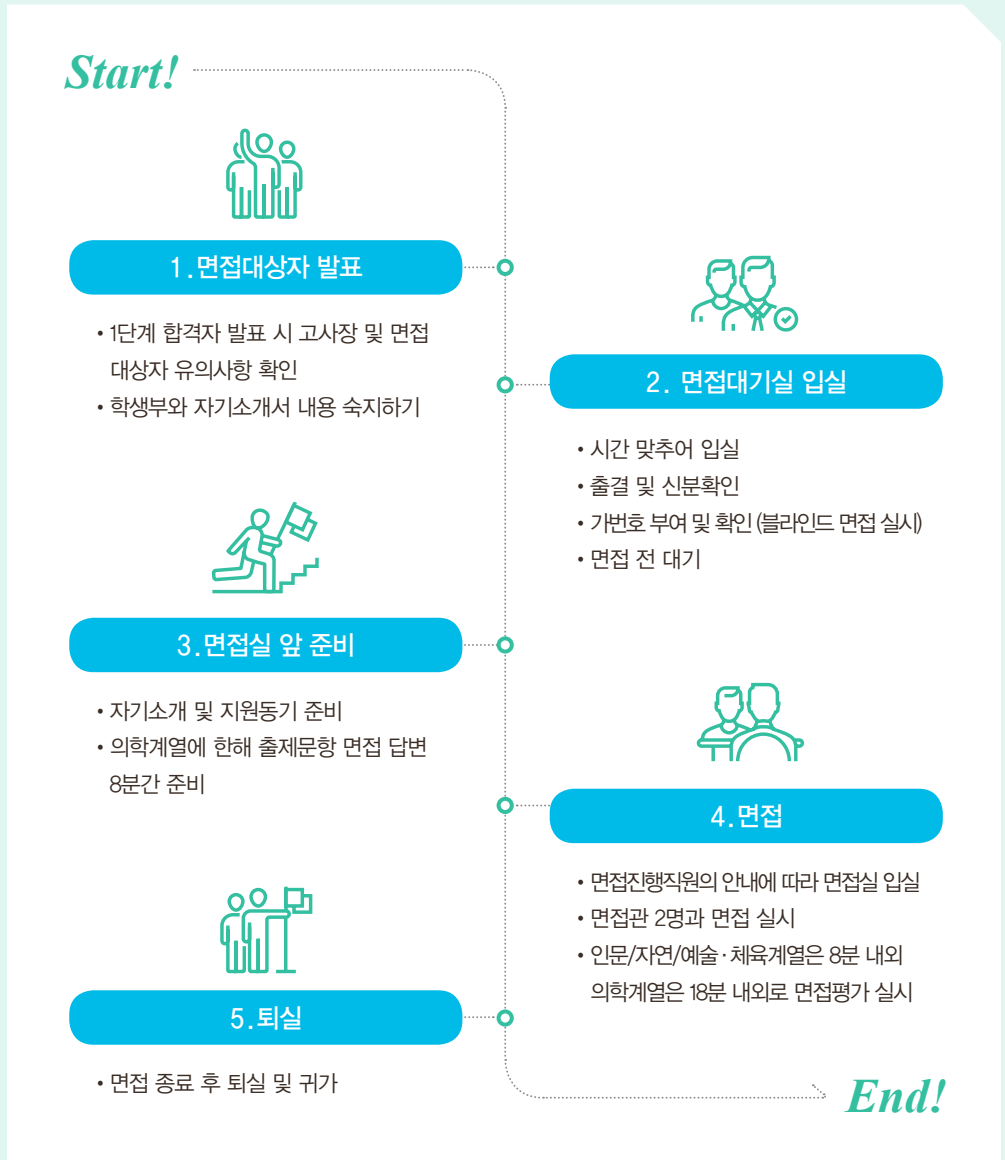 Start!
1.면접대상자 발표
• 1단계 합격자 발표 시 고사장 및 면접
대상자 유의사항 확인
• 학생부와 자기소개서 내용 숙지하기
2. 면접대기실 입실
• 시간 맞추어 입실
• 출결 및 신분확인
• 가번호 부여 및 확인 (블라인드 면접 실시)
• 면접 전 대기
3.면접실 앞 준비
• 자기소개 및 지원동기 준비
• 의학계열에 한해 출제문항 면접 답변
8분간 준비
4.면접
• 면접진행직원의 안내에 따라 면접실 입실
• 면접관 2명과 면접 실시
• 인문/자연/예술·체육계열은 8분 내외
의학계열은 18분 내외로 면접평가 실시
5.퇴실
• 면접 종료 후 퇴실 및 귀가
End!